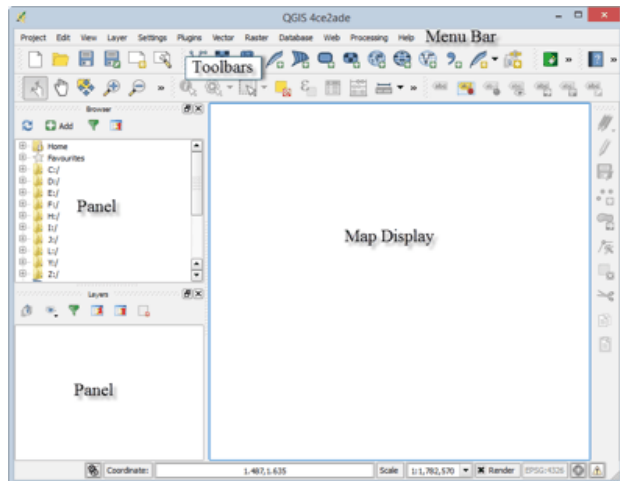 QGIS 4ce2ade
Project Edit View Layer Settings Plugins Vector Raster Database Web Processing Help Menu Bar
Toolbars
Browser
Add
Home
Favourites
C:/
D:/
E:/
F:/
H:/
I:/
J:/
L:/
Y:/
Z:/
Panel
Map Display
Layers
Panel
Coordinate: 1.487,1.635 Scale 1:1,782,570 Render EPSG:4326